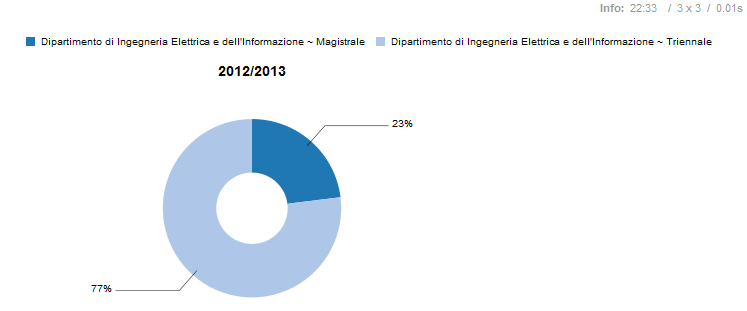 Info: 22:33 / 3 x 3 / 0.01s
Dipartimento di Ingegneria Elettrica e dell'Informazione ~ Magistrale Dipartimento di Ingegneria Elettrica e dell'Informazione ~ Triennale
2012/2013
23%
77%